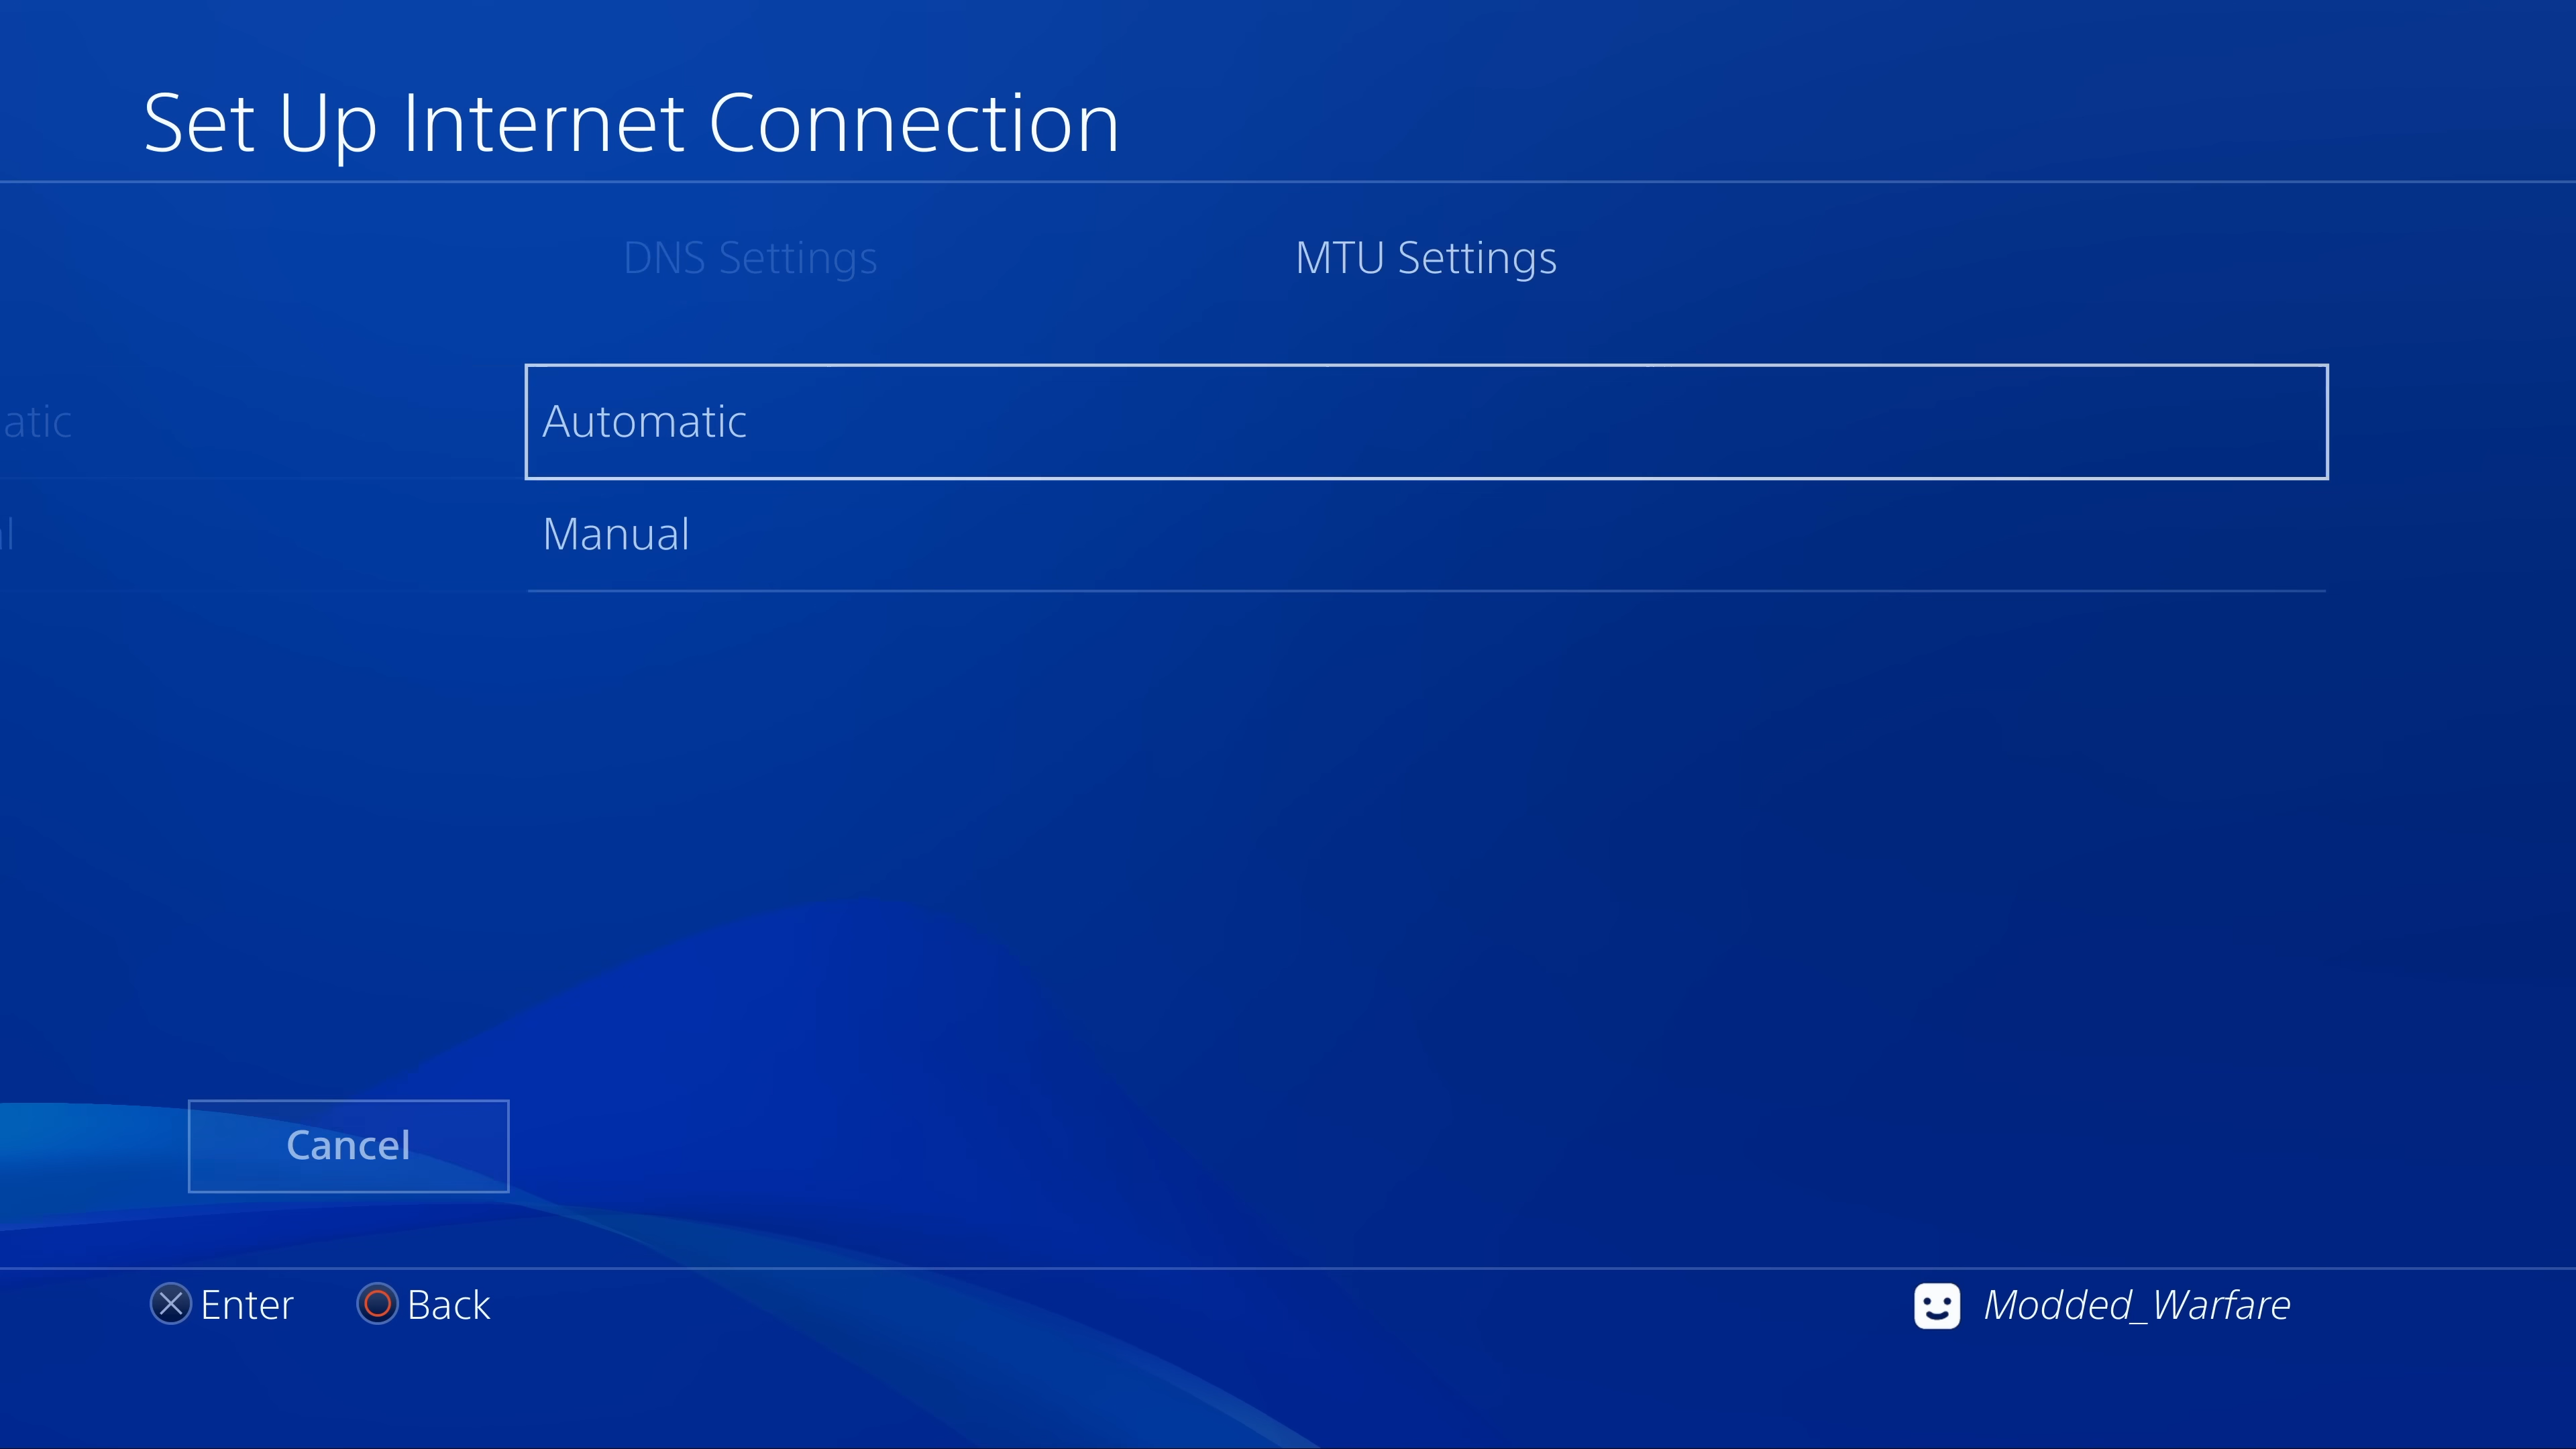 Set Up Internet Connection
DNS Settings
MTU Settings
atic
Automatic
Manual
Cancel
Enter
Back
Modded_Warfare